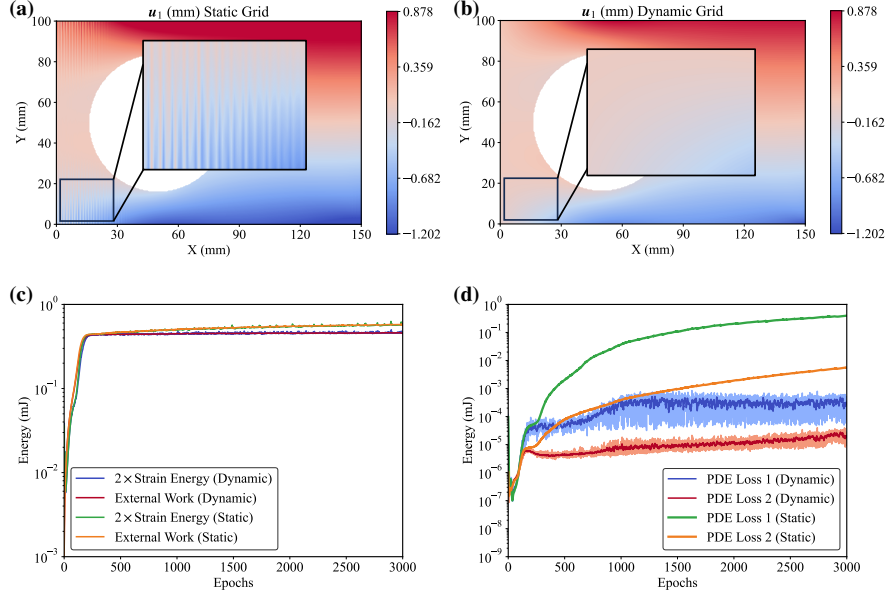 (a)
u₁ (mm) Static Grid
100
80
60
40
20
0
Y (mm)
0 30 60 90 120 150
X (mm)
0.878
0.359
−0.162
−0.682
−1.202
(b)
u₁ (mm) Dynamic Grid
100
80
60
40
20
0
Y (mm)
0 30 60 90 120 150
X (mm)
0.878
0.359
−0.162
−0.682
−1.202
(c)
10⁰
10⁻¹
10⁻²
10⁻³
Energy (mJ)
2×Strain Energy (Dynamic)
External Work (Dynamic)
2×Strain Energy (Static)
External Work (Static)
0 500 1000 1500 2000 2500 3000
Epochs
(d)
10⁰
10⁻¹
10⁻²
10⁻³
10⁻⁴
10⁻⁵
10⁻⁶
10⁻⁷
10⁻⁸
10⁻⁹
Energy (mJ)
PDE Loss 1 (Dynamic)
PDE Loss 2 (Dynamic)
PDE Loss 1 (Static)
PDE Loss 2 (Static)
0 500 1000 1500 2000 2500 3000
Epochs